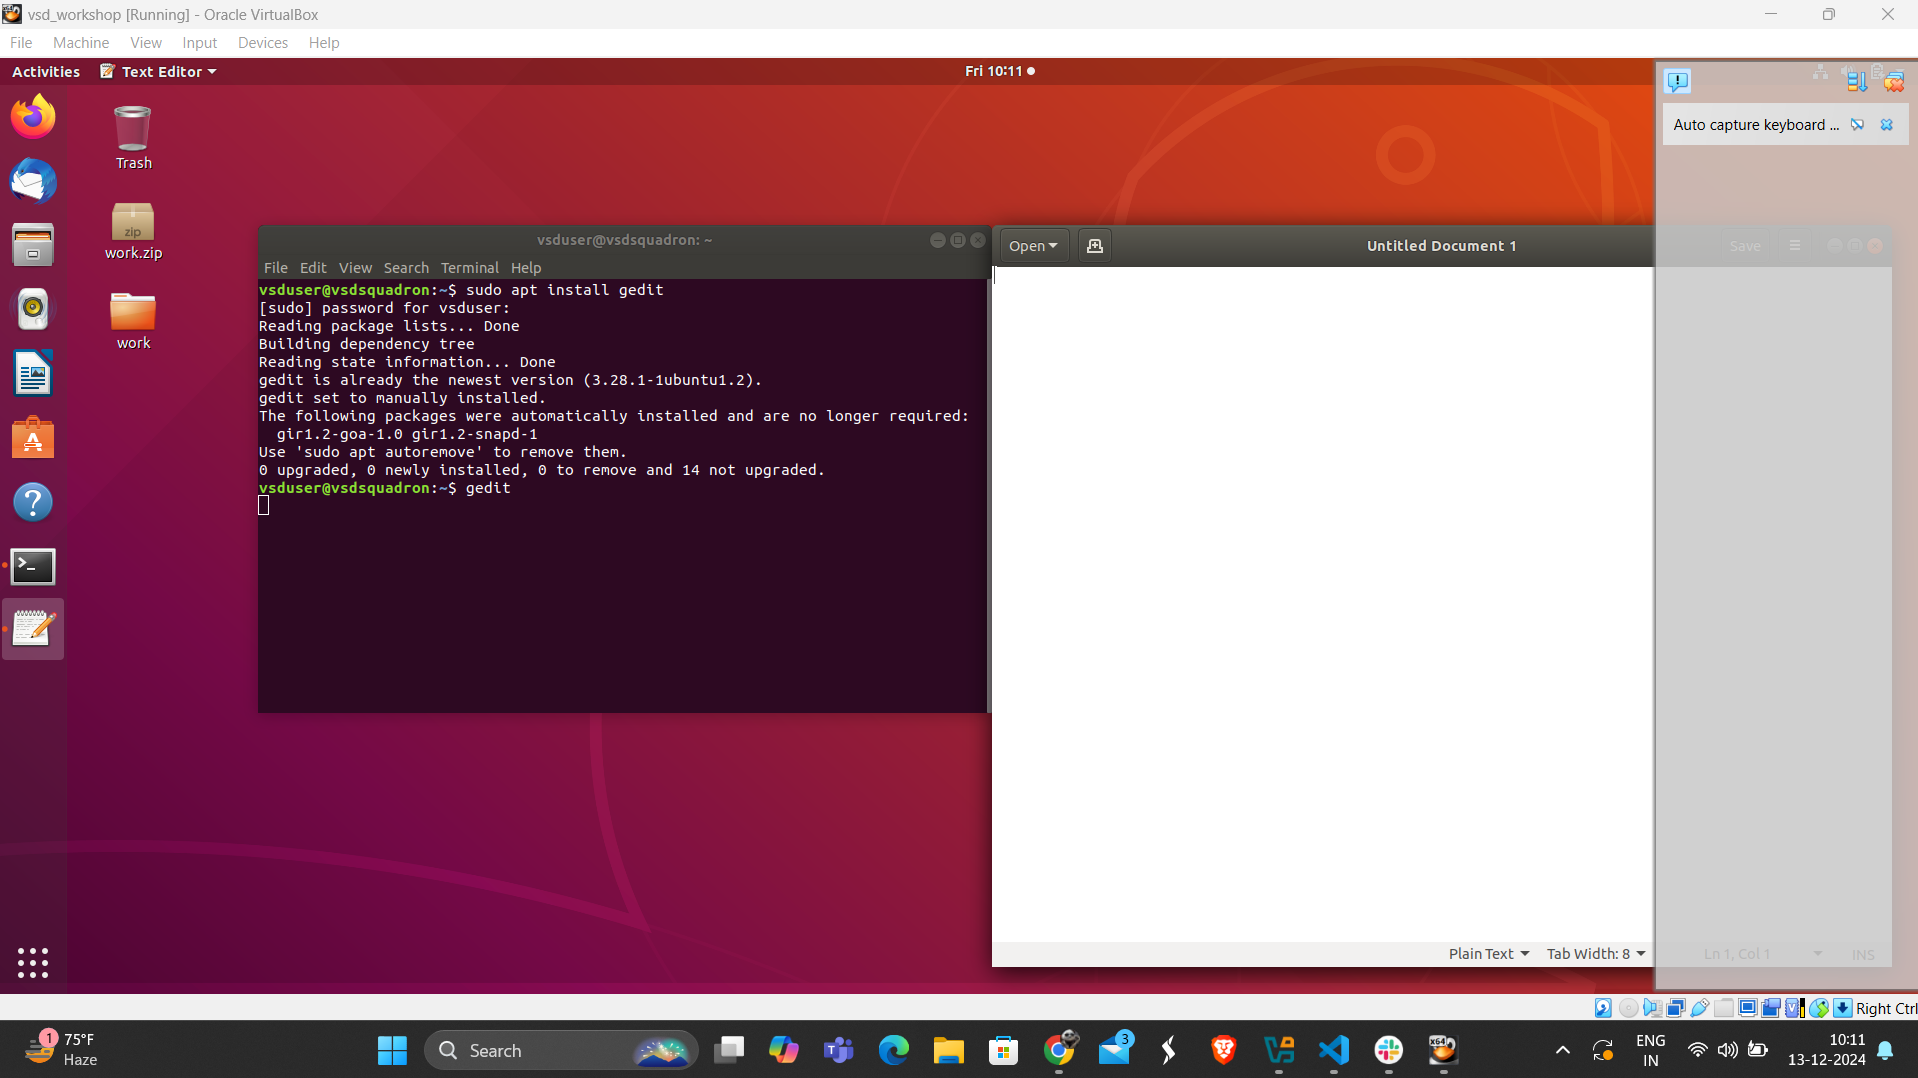 vsd_workshop [Running] - Oracle VirtualBox
File Machine View Input Devices Help
Activities Text Editor Fri 10:11
Auto capture keyboard ...
Trash
zip
work.zip
work
vsduser@vsdsquadron: ~
File Edit View Search Terminal Help
vsduser@vsdsquadron:~$ sudo apt install gedit
[sudo] password for vsduser:
Reading package lists... Done
Building dependency tree
Reading state information... Done
gedit is already the newest version (3.28.1-1ubuntu1.2).
gedit set to manually installed.
The following packages were automatically installed and are no longer required:
gir1.2-goa-1.0 gir1.2-snapd-1
Use 'sudo apt autoremove' to remove them.
0 upgraded, 0 newly installed, 0 to remove and 14 not upgraded.
vsduser@vsdsquadron:~$ gedit
Open Untitled Document 1 Save
Plain Text Tab Width: 8 Ln 1, Col 1 INS
Right Ctrl
1
75°F
Haze
Search
3
x64
ENG
IN
10:11
13-12-2024